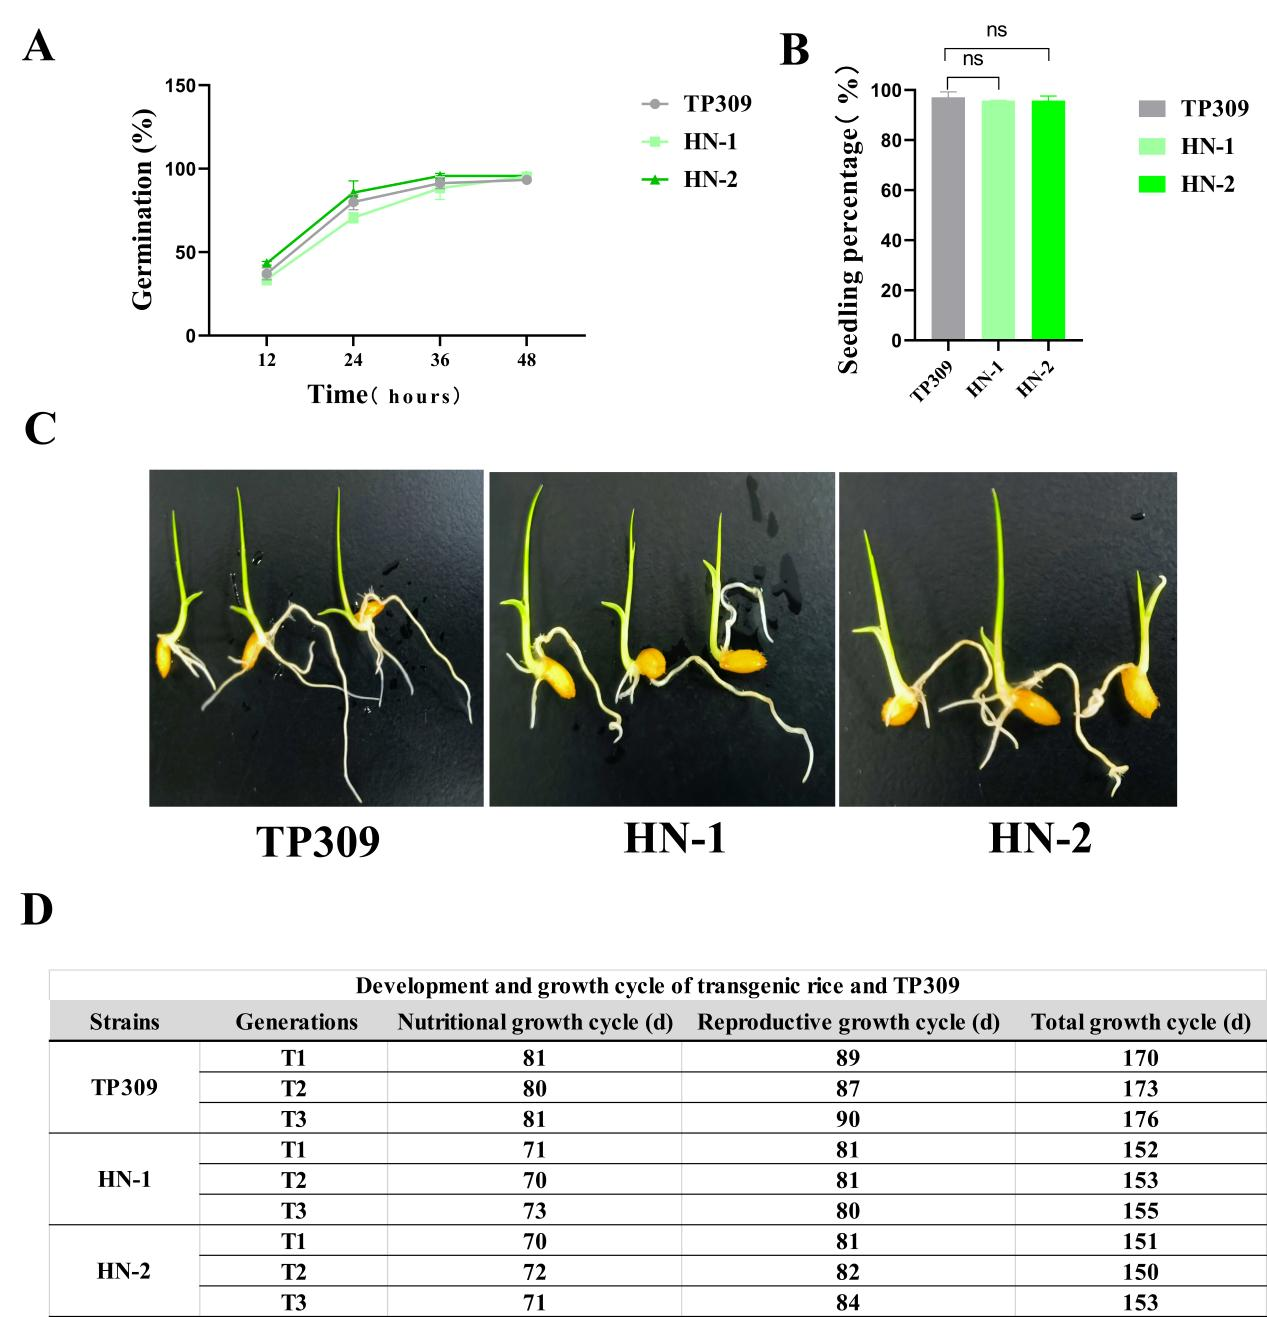 A
150
100
50
0
Germination (%)
12 24 36 48
Time( hours)
TP309
HN-1
HN-2
B
ns
ns
100
80
60
40
20
0
Seedling percentage( %)
TP309 HN-1 HN-2
TP309
HN-1
HN-2
C
TP309 HN-1 HN-2
D
Development and growth cycle of transgenic rice and TP309
Strains Generations Nutritional growth cycle (d) Reproductive growth cycle (d) Total growth cycle (d)
TP309
T1 81 89 170
T2 80 87 173
T3 81 90 176
HN-1
T1 71 81 152
T2 70 81 153
T3 73 80 155
HN-2
T1 70 81 151
T2 72 82 150
T3 71 84 153